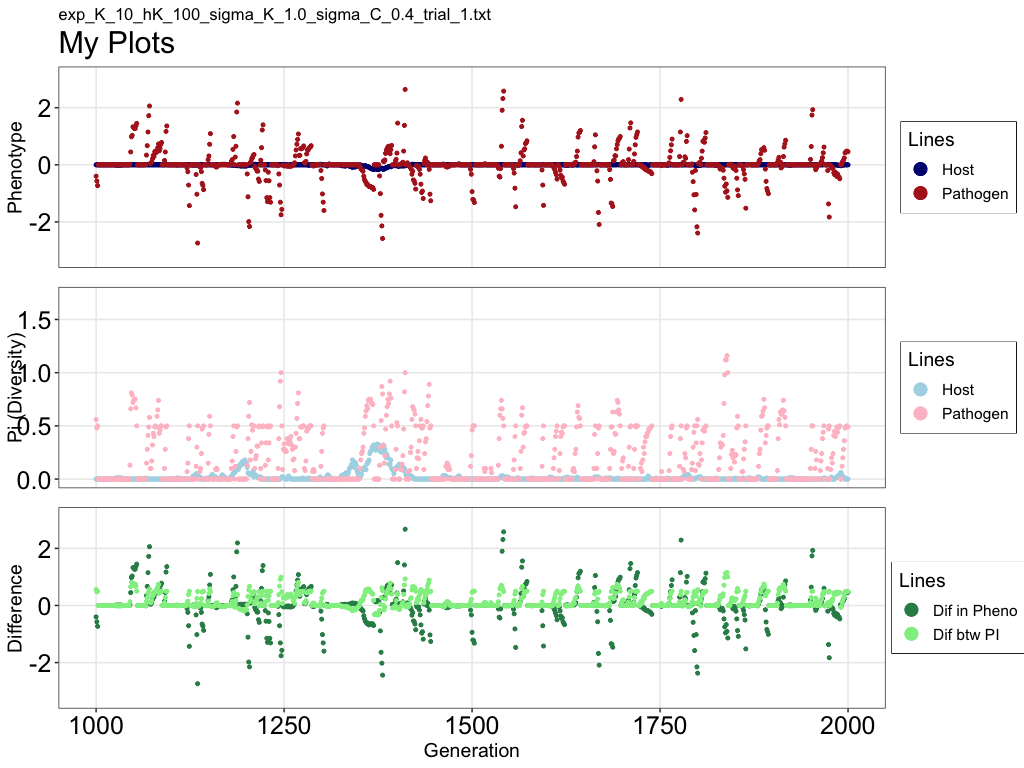 exp_K_10_hK_100_sigma_K_1.0_sigma_C_0.4_trial_1.txt
My Plots
Phenotype
2
0
-2
Lines
Host
Pathogen
Pi (Diversity)
1.5
1.0
0.5
0.0
Lines
Host
Pathogen
Difference
2
0
-2
Lines
Dif in Pheno
Dif btw PI
1000 1250 1500 1750 2000
Generation